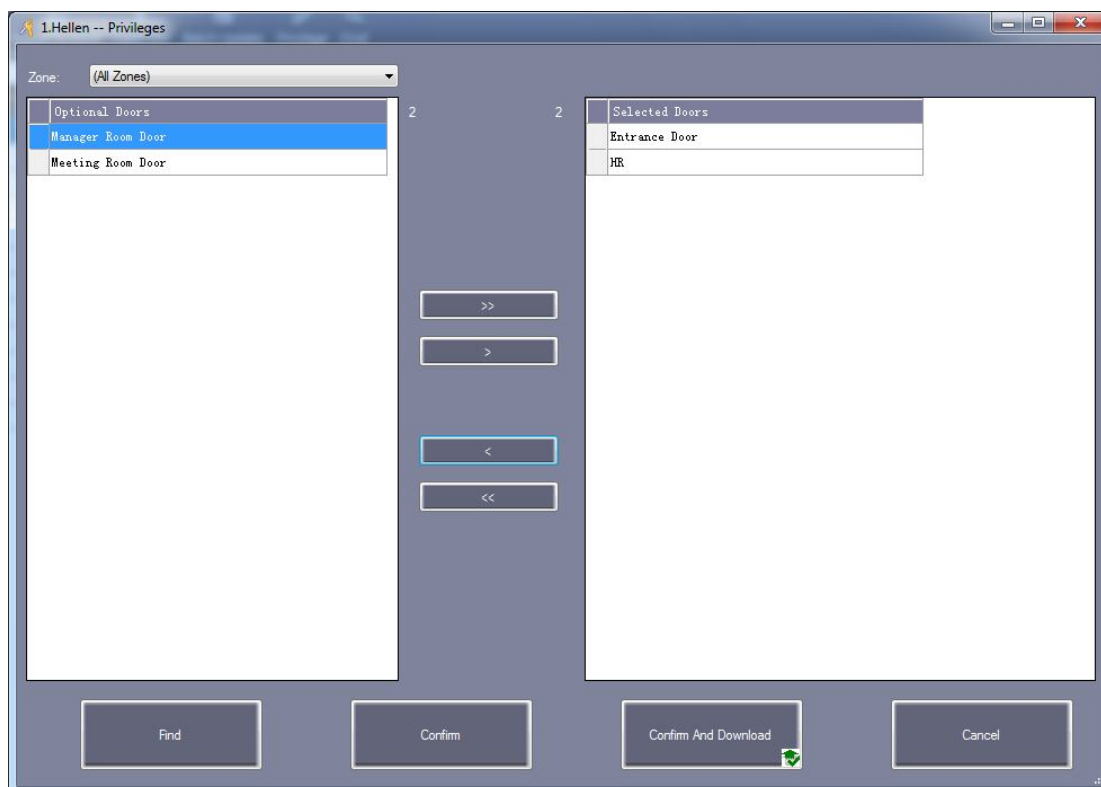 1.Hellen -- Privileges
Zone: (All Zones)
Optional Doors 2 2 Selected Doors
Manager Room Door Entrance Door
Meeting Room Door HR
>>
>
<
<<
Find Confirm Confirm And Download Cancel